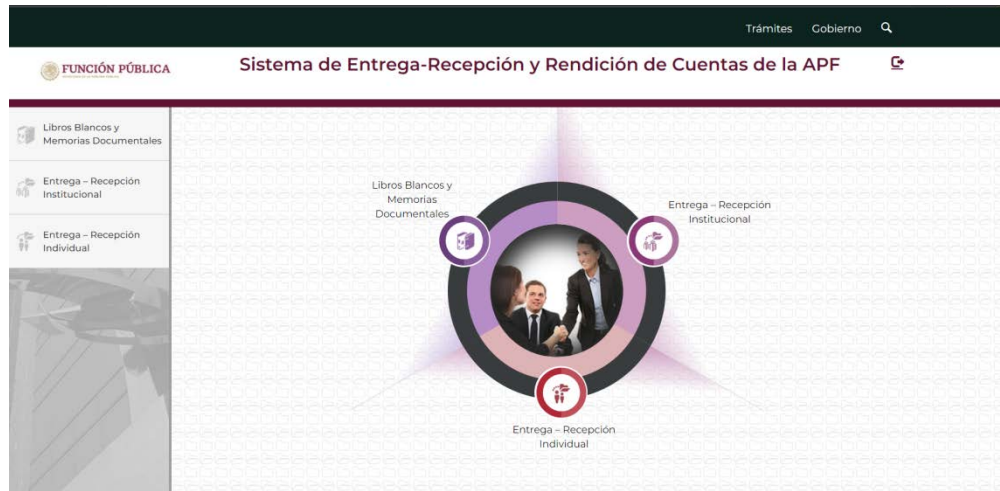 Trámites Gobierno
FUNCIÓN PÚBLICA
Sistema de Entrega-Recepción y Rendición de Cuentas de la APF
Libros Blancos y
Memorias Documentales
Entrega – Recepción
Institucional
Entrega – Recepción
Individual
Libros Blancos y
Memorias
Documentales
Entrega – Recepción
Institucional
Entrega – Recepción
Individual